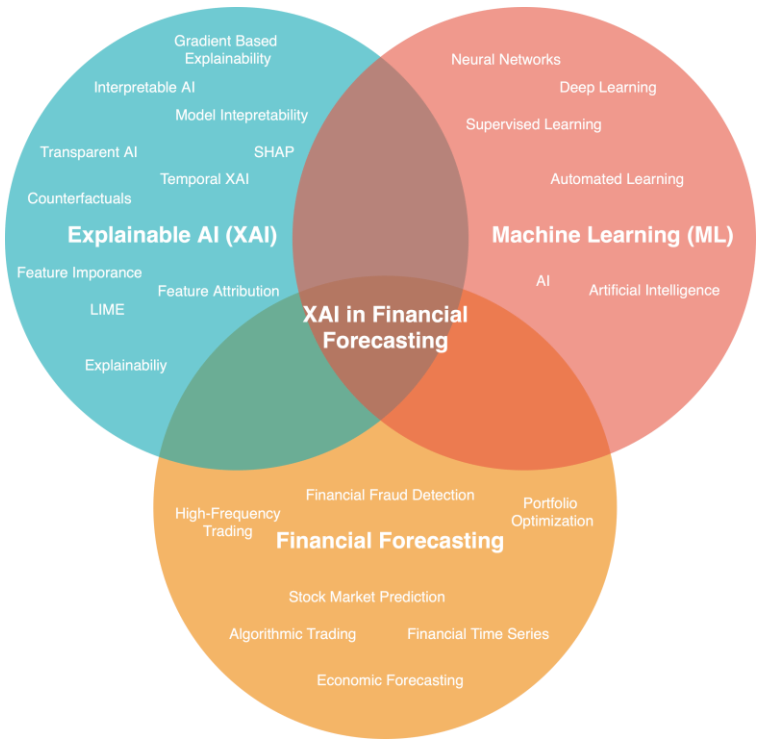 Gradient Based
Explainability
Interpretable AI
Model Intepretability
Transparent AI
SHAP
Temporal XAI
Counterfactuals
Explainable AI (XAI)
Feature Imporance
Feature Attribution
LIME
Explainabiliy
Neural Networks
Deep Learning
Supervised Learning
Automated Learning
Machine Learning (ML)
AI
Artificial Intelligence
XAI in Financial
Forecasting
Financial Fraud Detection
High-Frequency
Trading
Portfolio
Optimization
Financial Forecasting
Stock Market Prediction
Algorithmic Trading
Financial Time Series
Economic Forecasting